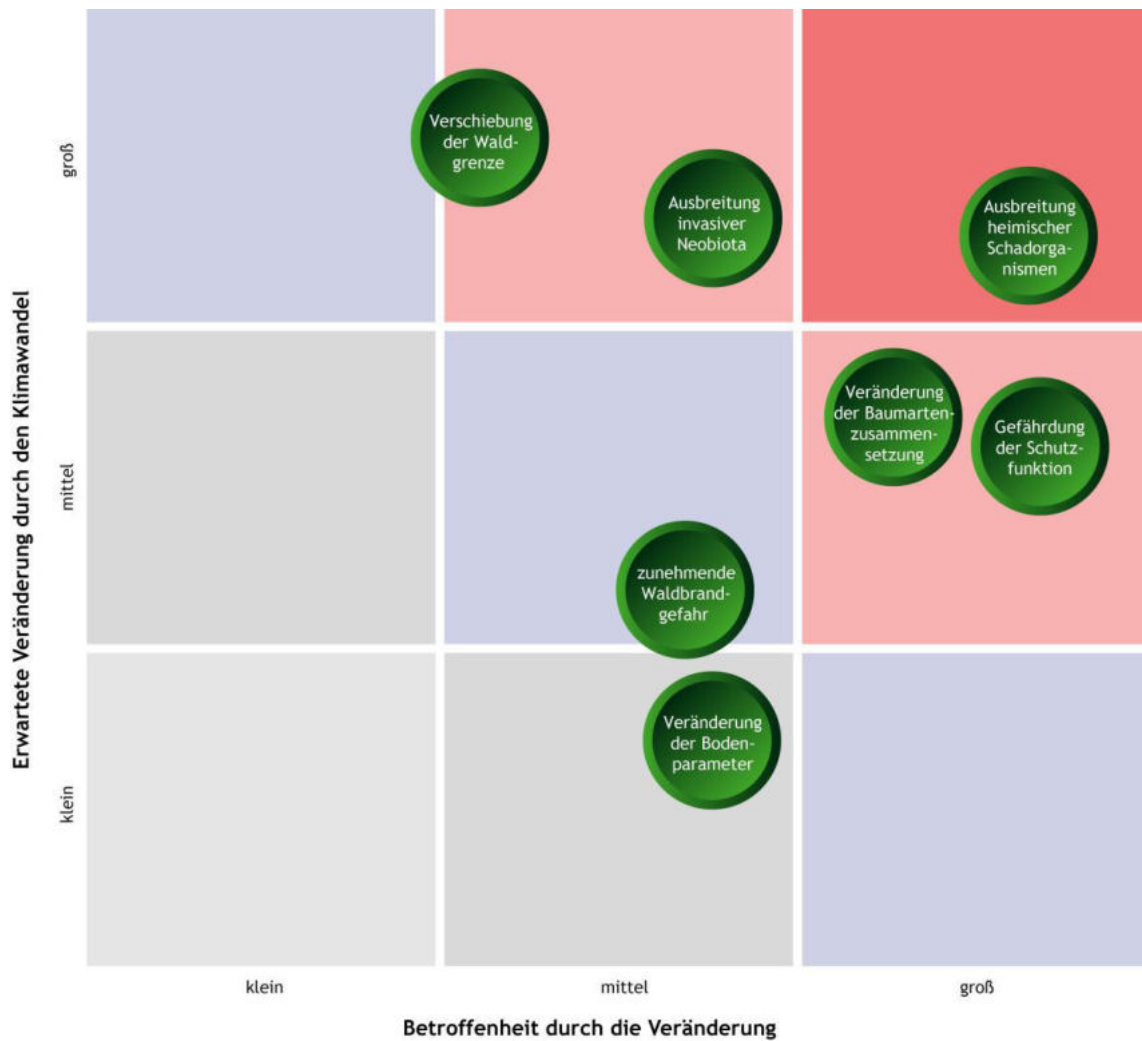 Erwartete Veränderung durch den Klimawandel
groß
mittel
klein
Verschiebung
der Wald-
grenze
Ausbreitung
invasiver
Neobiota
Ausbreitung
heimischer
Schadorga-
nismen
Veränderung
der Baumarten-
zusammen-
setzung
Gefährdung
der Schutz-
funktion
zunehmende
Waldbrand-
gefahr
Veränderung
der Boden-
parameter
klein
mittel
groß
Betroffenheit durch die Veränderung